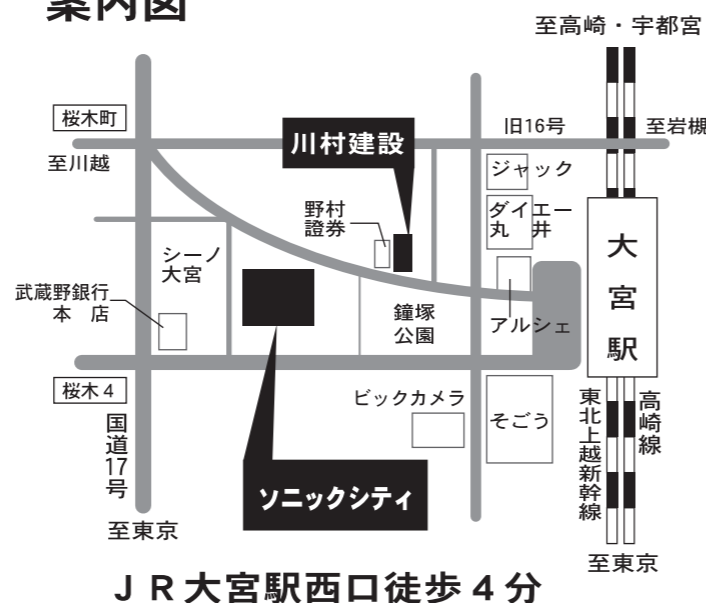 案内図
至高崎・宇都宮
桜木町
旧16号
至岩槻
川村建設
至川越
ジャック
野村
證券
ダイエー
丸井
シーノ
大宮
大宮駅
武蔵野銀行
本店
鐘塚
公園
アルシェ
桜木4
ビックカメラ
そごう
国道17号
東北上越新幹線
高崎線
ソニックシティ
至東京
至東京
JR大宮駅西口徒歩4分